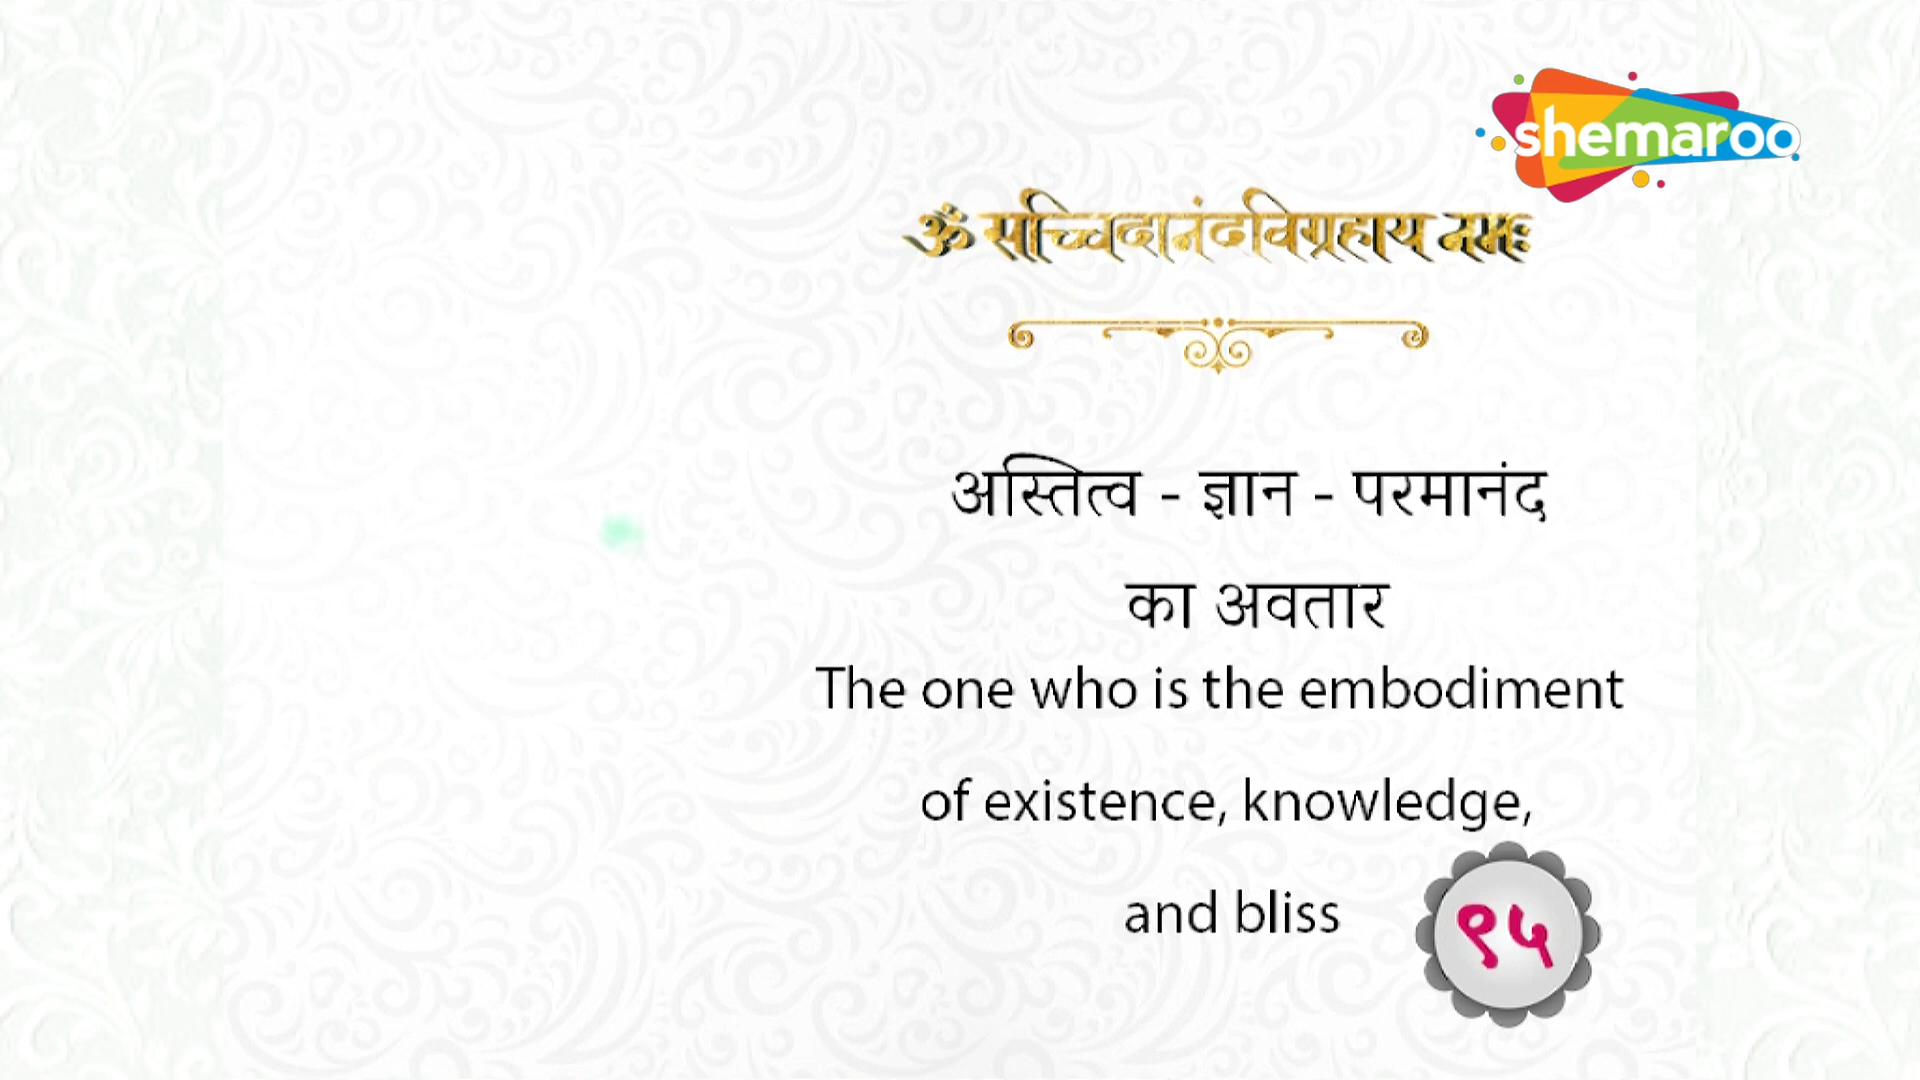 shemaroo
ॐ सच्चिदानंदविग्रहाय नमः
अस्तित्व - ज्ञान - परमानंद
का अवतार
The one who is the embodiment
of existence, knowledge,
and bliss
१५